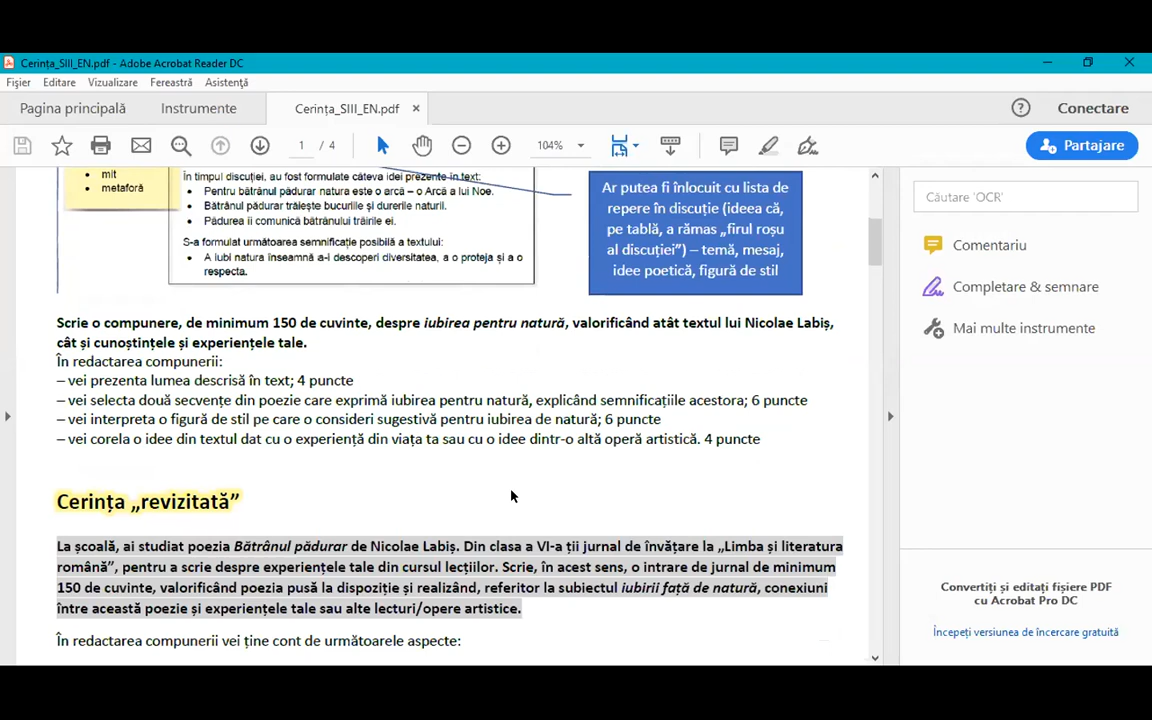 Cerința_SIII_EN.pdf - Adobe Acrobat Reader DC
Fișier Editare Vizualizare Fereastră Asistență
Pagina principală Instrumente Cerința_SIII_EN.pdf × Conectare
1 / 4 104% Partajare
mit
metaforă
În timpul discuției, au fost formulate câteva idei prezente în text:
Pentru bătrânul pădurar natura este o arcă – o Arcă a lui Noe.
Bătrânul pădurar trăiește bucuriile și durerile naturii.
Pădurea îi comunică bătrânului trăirile ei.
S-a formulat următoarea semnificație posibilă a textului:
A iubi natura înseamnă a-i descoperi diversitatea, a o proteja și a o
respecta.
Ar putea fi înlocuit cu lista de
repere în discuție (ideea că,
pe tablă, a rămas „firul roșu
al discuției”) – temă, mesaj,
idee poetică, figură de stil
Scrie o compunere, de minimum 150 de cuvinte, despre iubirea pentru natură, valorificând atât textul lui Nicolae Labiș,
cât și cunoștințele și experiențele tale.
În redactarea compunerii:
– vei prezenta lumea descrisă în text; 4 puncte
– vei selecta două secvențe din poezie care exprimă iubirea pentru natură, explicând semnificațiile acestora; 6 puncte
– vei interpreta o figură de stil pe care o consideri sugestivă pentru iubirea de natură; 6 puncte
– vei corela o idee din textul dat cu o experiență din viața ta sau cu o idee dintr-o altă operă artistică. 4 puncte
Cerința „revizitată”
La școală, ai studiat poezia Bătrânul pădurar de Nicolae Labiș. Din clasa a VI-a ții jurnal de învățare la „Limba și literatura
română”, pentru a scrie despre experiențele tale din cursul lecțiilor. Scrie, în acest sens, o intrare de jurnal de minimum
150 de cuvinte, valorificând poezia pusă la dispoziție și realizând, referitor la subiectul iubirii față de natură, conexiuni
între această poezie și experiențele tale sau alte lecturi/opere artistice.
În redactarea compunerii vei ține cont de următoarele aspecte:
Căutare 'OCR'
Comentariu
Completare & semnare
Mai multe instrumente
Convertiți și editați fișiere PDF
cu Acrobat Pro DC
Începeți versiunea de încercare gratuită